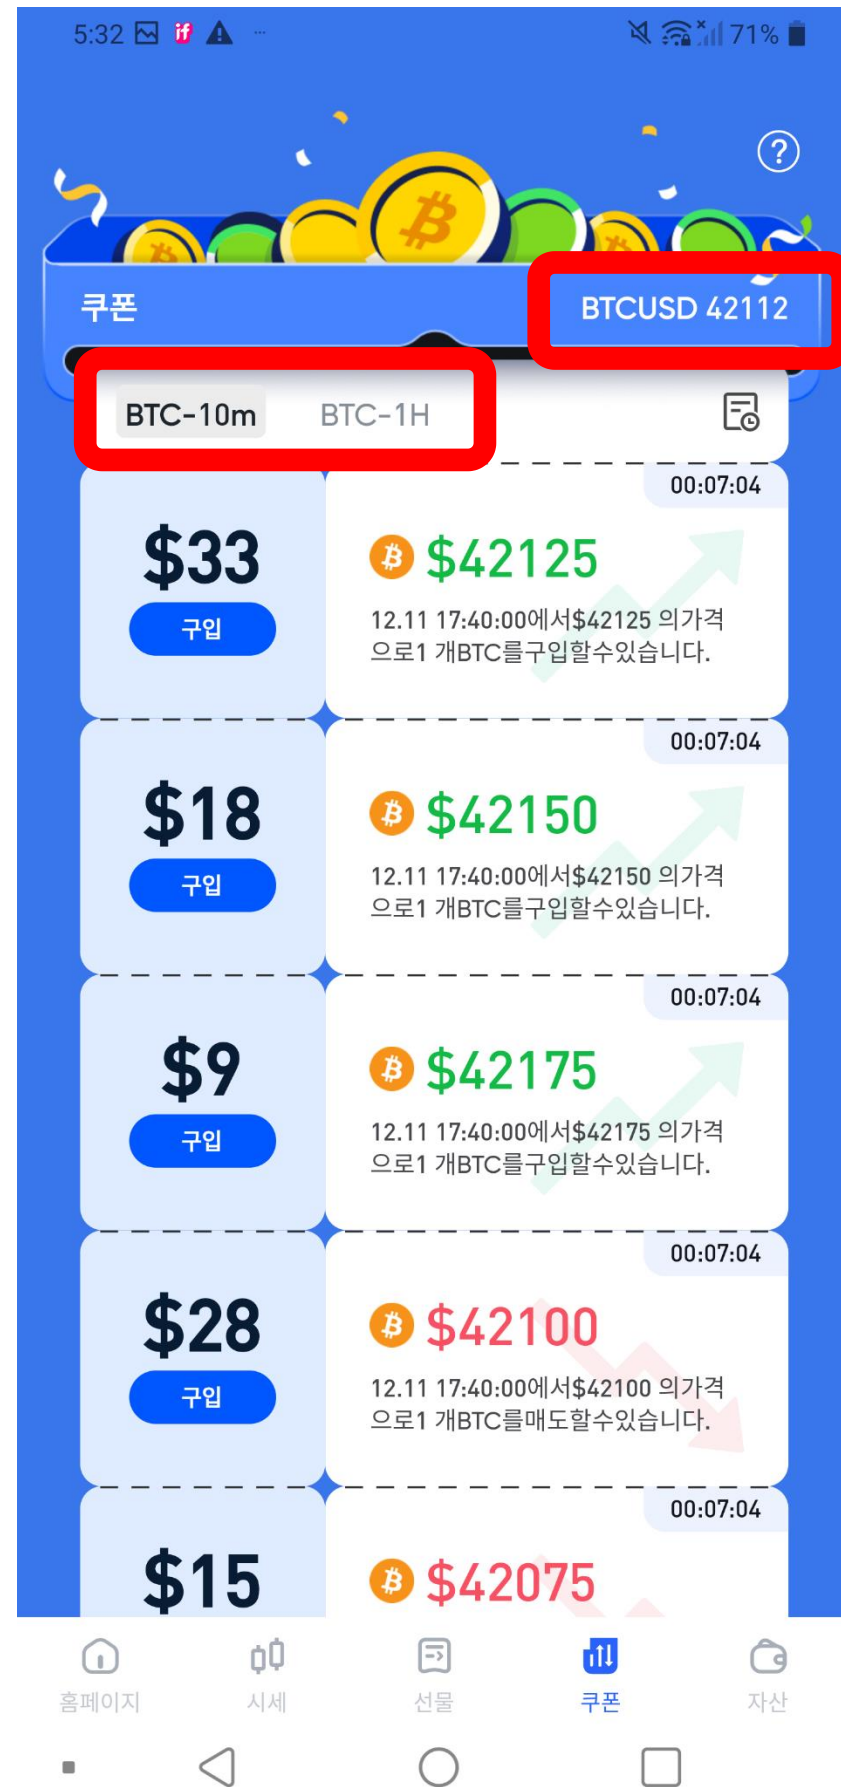 5:32 if ··· 71%
?
쿠폰 BTCUSD 42112
BTC-10m BTC-1H
00:07:04
$33 $42125
구입
12.11 17:40:00에서$42125 의가격
으로1 개BTC를구입할수있습니다.
00:07:04
$18 $42150
구입
12.11 17:40:00에서$42150 의가격
으로1 개BTC를구입할수있습니다.
00:07:04
$9 $42175
구입
12.11 17:40:00에서$42175 의가격
으로1 개BTC를구입할수있습니다.
00:07:04
$28 $42100
구입
12.11 17:40:00에서$42100 의가격
으로1 개BTC를매도할수있습니다.
00:07:04
$15 $42075
홈페이지 시세 선물 쿠폰 자산